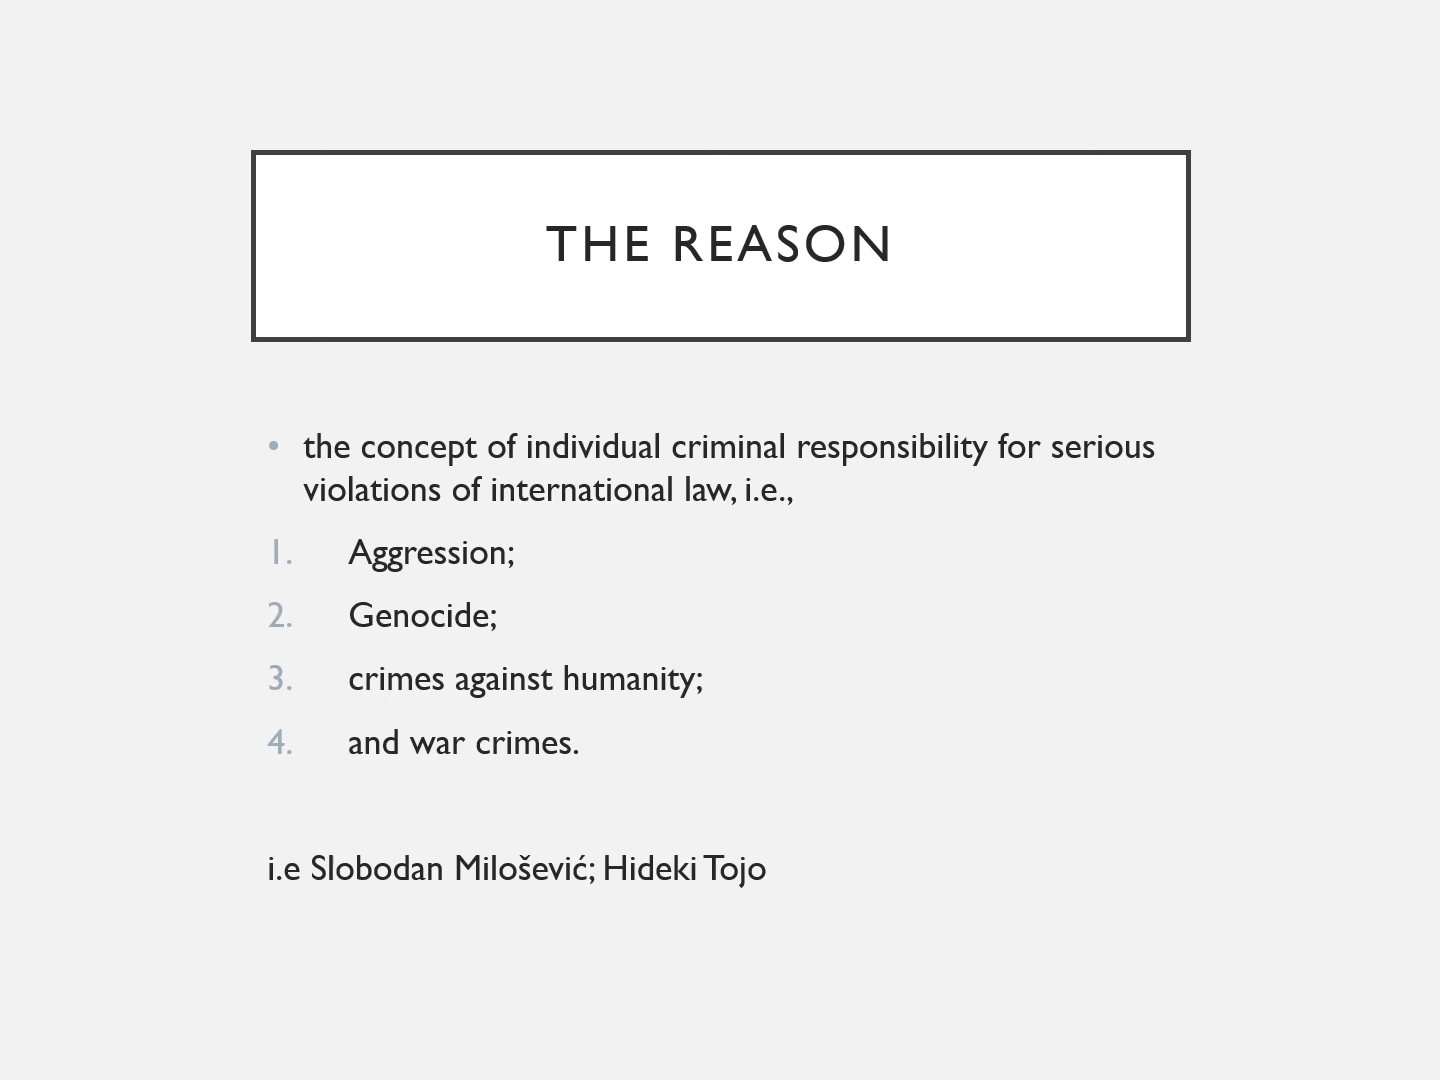 THE REASON
• the concept of individual criminal responsibility for serious
violations of international law, i.e.,
1. Aggression;
2. Genocide;
3. crimes against humanity;
4. and war crimes.
i.e Slobodan Milošević; Hideki Tojo